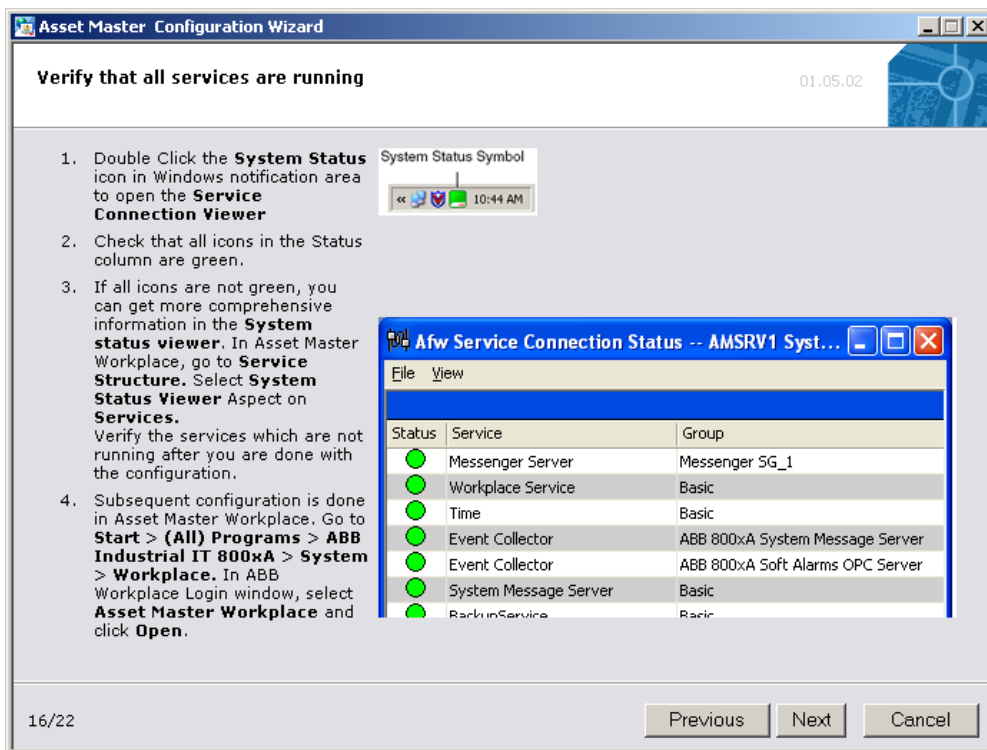 Asset Master Configuration Wizard
Verify that all services are running
01.05.02
1. Double Click the System Status
icon in Windows notification area
to open the Service
Connection Viewer
2. Check that all icons in the Status
column are green.
3. If all icons are not green, you
can get more comprehensive
information in the System
status viewer. In Asset Master
Workplace, go to Service
Structure. Select System
Status Viewer Aspect on
Services.
Verify the services which are not
running after you are done with
the configuration.
4. Subsequent configuration is done
in Asset Master Workplace. Go to
Start > (All) Programs > ABB
Industrial IT 800xA > System
> Workplace. In ABB
Workplace Login window, select
Asset Master Workplace and
click Open.
System Status Symbol
« 10:44 AM
Afw Service Connection Status -- AMSRV1 Syst...
File View
Status Service Group
Messenger Server Messenger SG_1
Workplace Service Basic
Time Basic
Event Collector ABB 800xA System Message Server
Event Collector ABB 800xA Soft Alarms OPC Server
System Message Server Basic
BackupService Basic
16/22
Previous Next Cancel